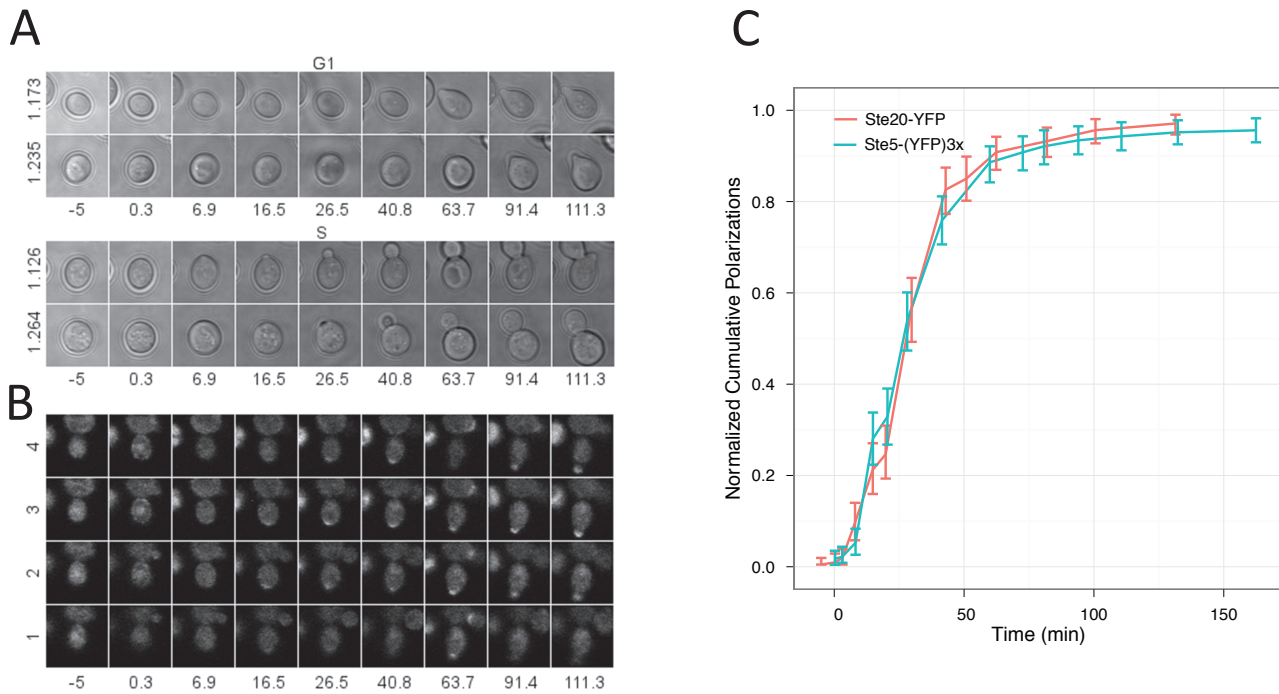 A
G1
1.173
1.235
-5 0.3 6.9 16.5 26.5 40.8 63.7 91.4 111.3
S
1.126
1.264
-5 0.3 6.9 16.5 26.5 40.8 63.7 91.4 111.3
B
4
3
2
1
-5 0.3 6.9 16.5 26.5 40.8 63.7 91.4 111.3
C
Normalized Cumulative Polarizations
1.0
0.8
0.6
0.4
0.2
0.0
Ste20-YFP
Ste5-(YFP)3x
0 50 100 150
Time (min)